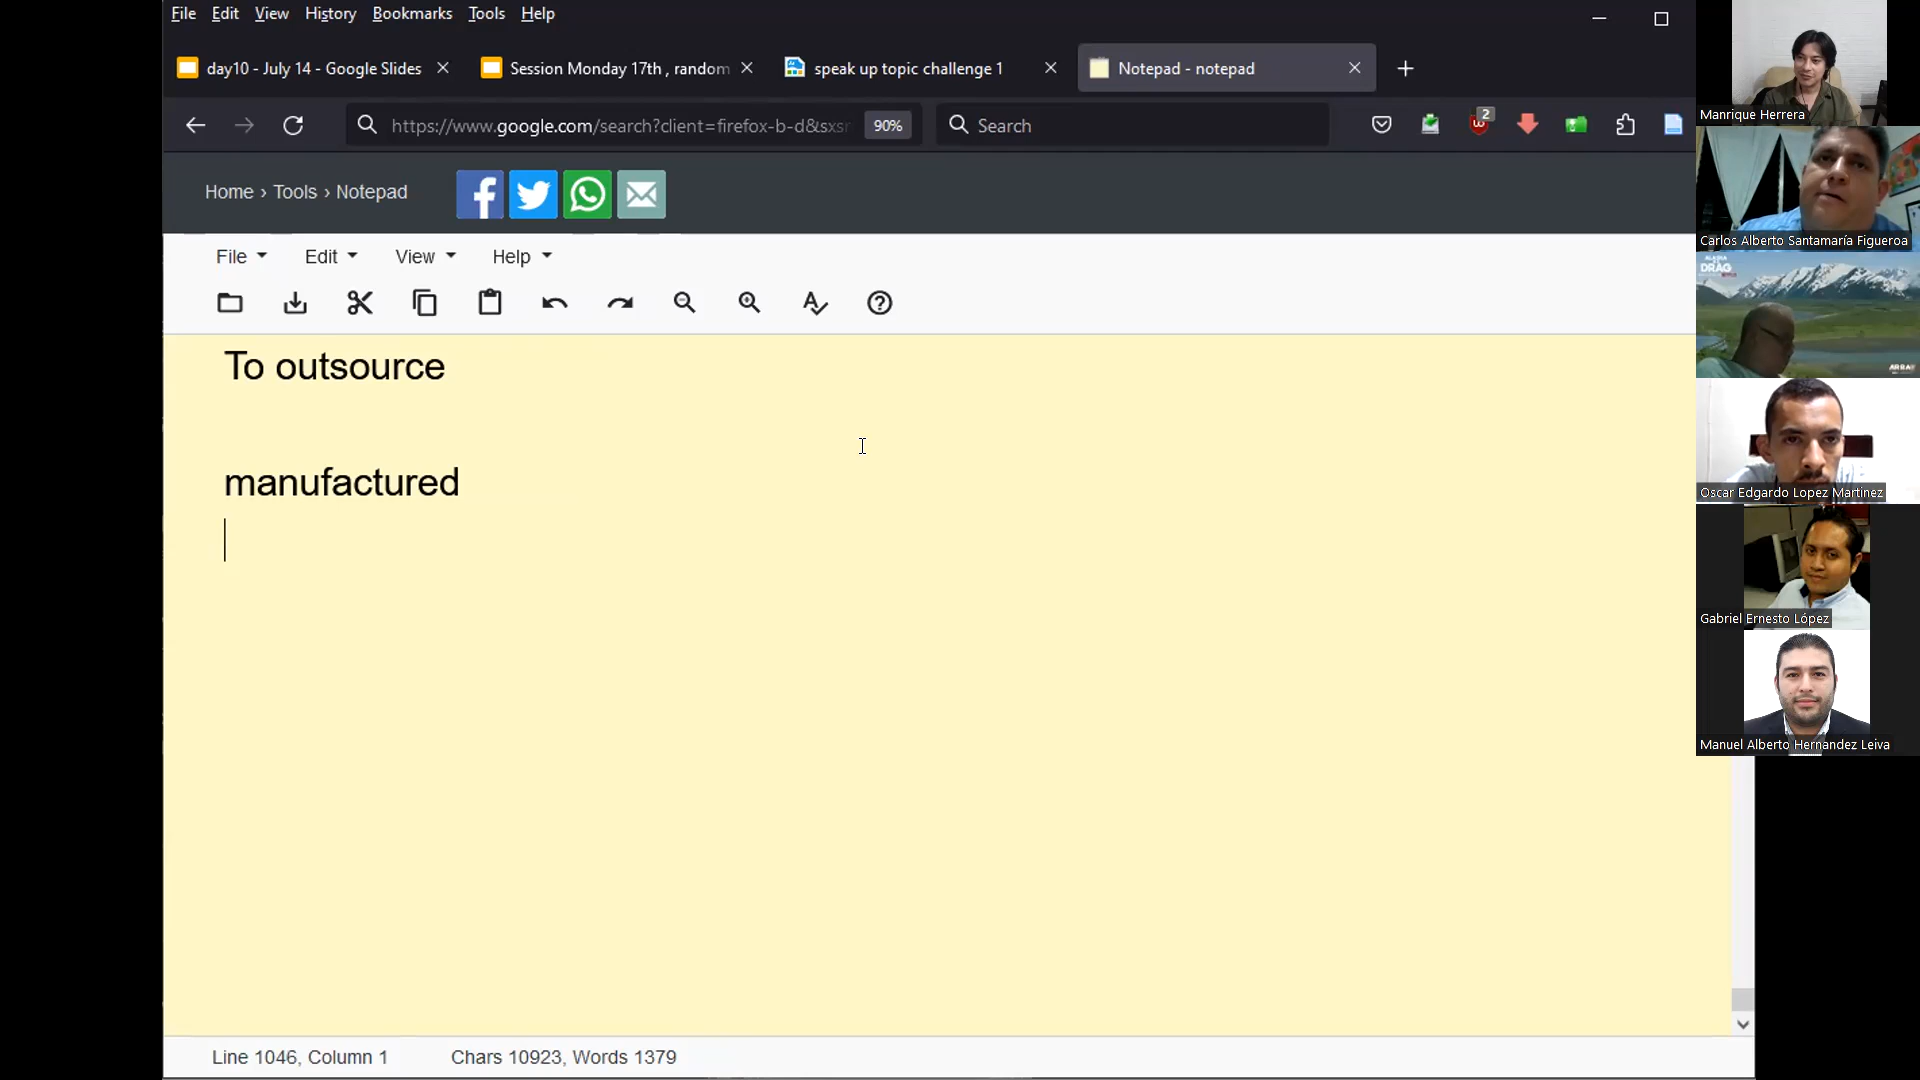 File Edit View History Bookmarks Tools Help
day10 - July 14 - Google Slides
Session Monday 17th , random
speak up topic challenge 1
Notepad - notepad
https://www.google.com/search?client=firefox-b-d&sxsr
90%
Search
2
Home › Tools › Notepad
File Edit View Help
To outsource
manufactured
Line 1046, Column 1
Chars 10923, Words 1379
Manrique Herrera
Carlos Alberto Santamaría Figueroa
DRAG
Oscar Edgardo Lopez Martinez
Gabriel Ernesto López
Manuel Alberto Hernandez Leiva